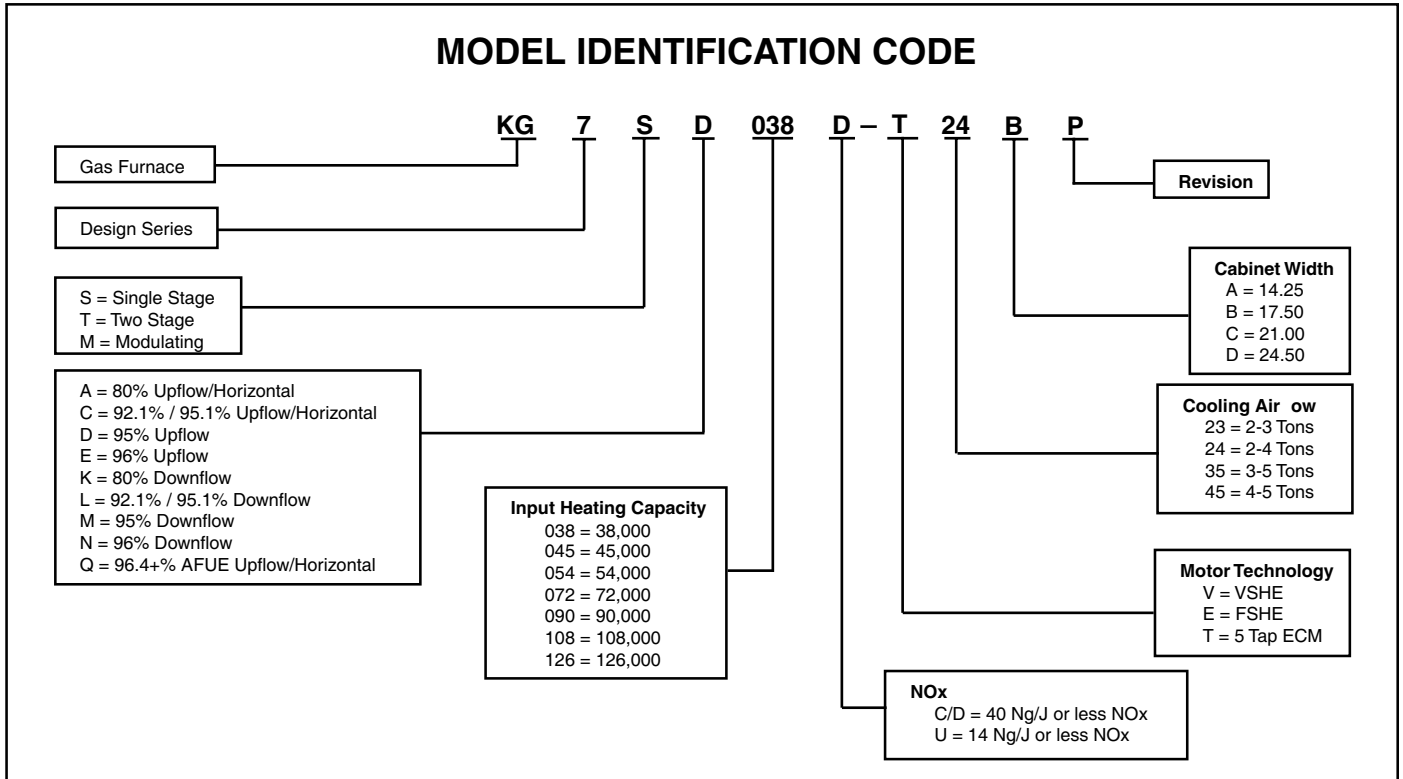 MODEL IDENTIFICATION CODE
KG 7 S D 038 D – T 24 B P
Gas Furnace
Design Series
S = Single Stage
T = Two Stage
M = Modulating
A = 80% Upflow/Horizontal
C = 92.1% / 95.1% Upflow/Horizontal
D = 95% Upflow
E = 96% Upflow
K = 80% Downflow
L = 92.1% / 95.1% Downflow
M = 95% Downflow
N = 96% Downflow
Q = 96.4+% AFUE Upflow/Horizontal
Input Heating Capacity
038 = 38,000
045 = 45,000
054 = 54,000
072 = 72,000
090 = 90,000
108 = 108,000
126 = 126,000
Revision
Cabinet Width
A = 14.25
B = 17.50
C = 21.00
D = 24.50
Cooling Air ow
23 = 2-3 Tons
24 = 2-4 Tons
35 = 3-5 Tons
45 = 4-5 Tons
Motor Technology
V = VSHE
E = FSHE
T = 5 Tap ECM
NOx
C/D = 40 Ng/J or less NOx
U = 14 Ng/J or less NOx